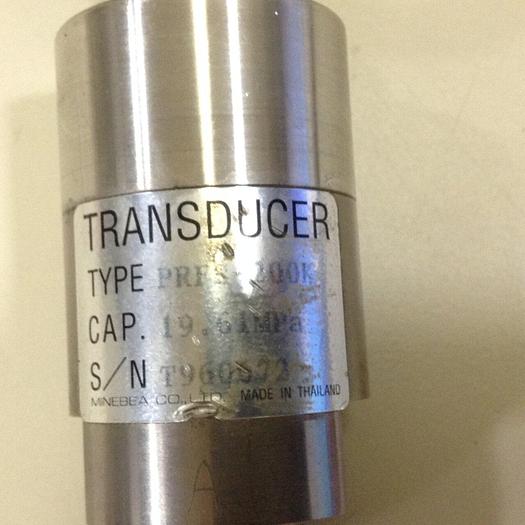 TRANSDUCER
TYPE
CAP. 19.61MPa
S/N
MINEBEA CO., LTD. MADE IN THAILAND
A